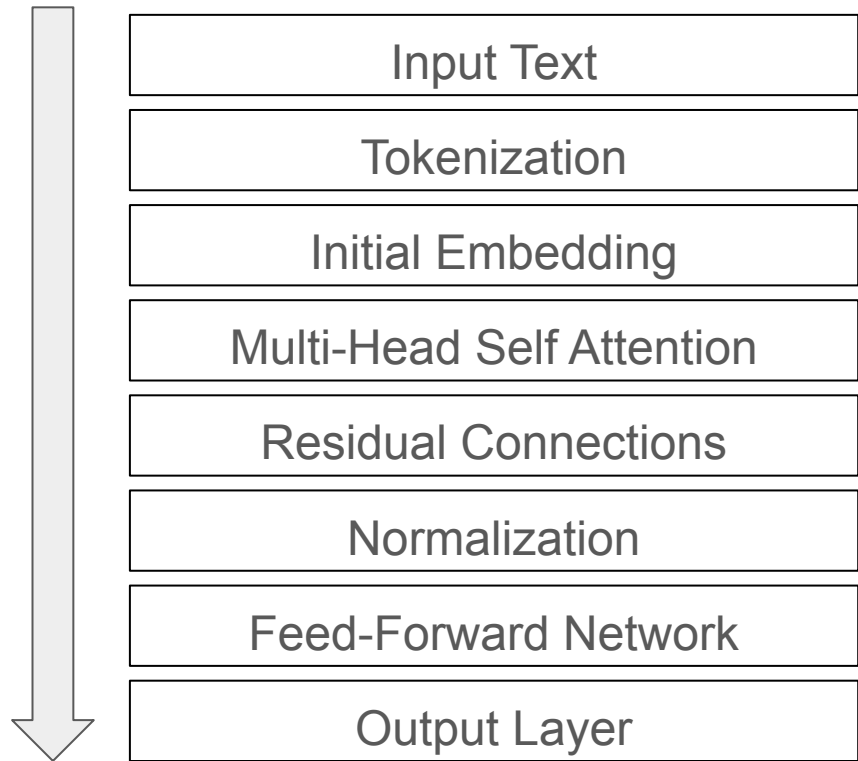 Input Text
Tokenization
Initial Embedding
Multi-Head Self Attention
Residual Connections
Normalization
Feed-Forward Network
Output Layer